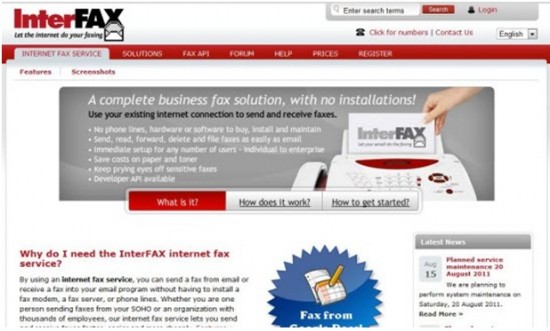 InterFAX
Let the internet do your faxing
Enter search terms Search Login
Click for numbers | Contact Us English
INTERNET FAX SERVICE SOLUTIONS FAX API FORUM HELP PRICES REGISTER
Features Screenshots
A complete business fax solution, with no installations!
Use your existing internet connection to send and receive faxes.
• No phone lines, hardware or software to buy, install and maintain
• Send, read, forward, delete and file faxes as easily as email
• Immediate setup for any number of users - Individual to enterprise
• Save costs on paper and toner
• Keep prying eyes off sensitive faxes
• Developer API available
InterFAX
Let the internet do your faxing
What is it? How does it work? How to get started?
Why do I need the InterFAX internet fax
service?
By using an internet fax service, you can send a fax from email or
receive a fax into your email program without having to install a
fax modem, a fax server, or phone lines. Whether you are one
person sending faxes from your SOHO or an organization with
thousands of employees, our internet fax service lets you send
Fax from
Latest News
Aug
15
Planned service
maintenance 20
August 2011
We are planning to
perform system maintenance on
Saturday, 20 August 2011.